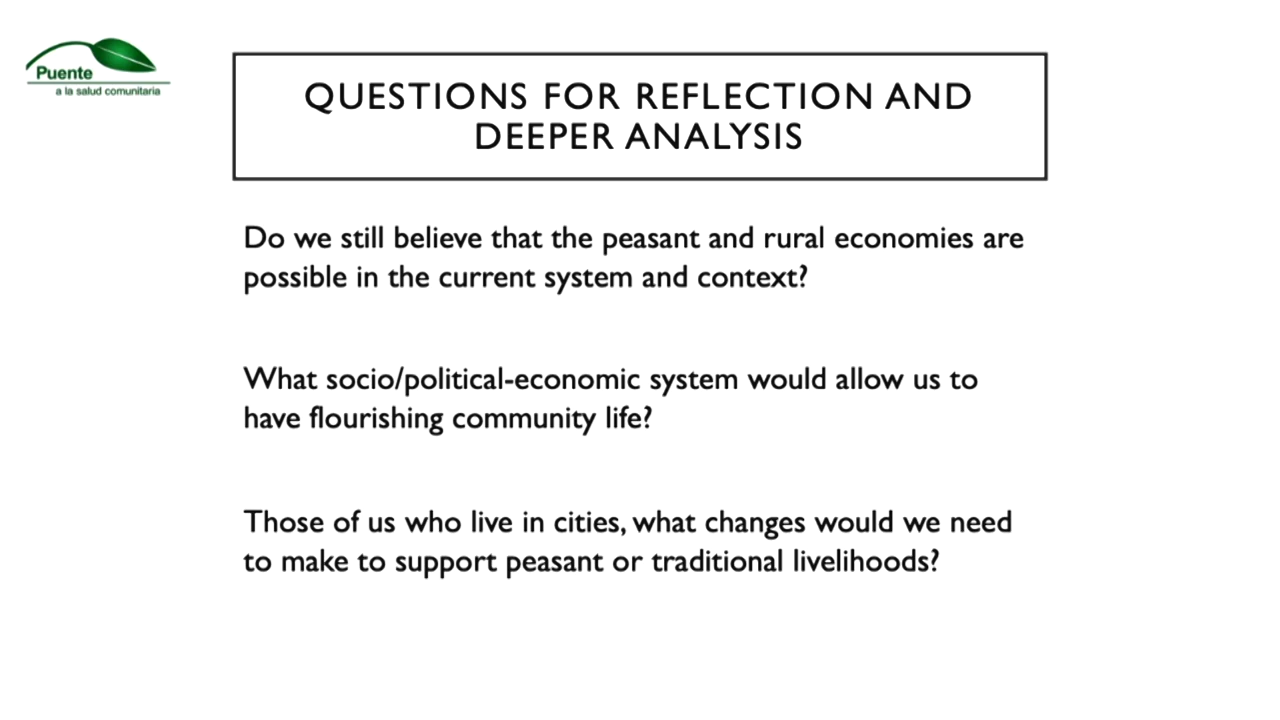 Puente
a la salud comunitaria
QUESTIONS FOR REFLECTION AND
DEEPER ANALYSIS
Do we still believe that the peasant and rural economies are
possible in the current system and context?
What socio/political-economic system would allow us to
have flourishing community life?
Those of us who live in cities, what changes would we need
to make to support peasant or traditional livelihoods?